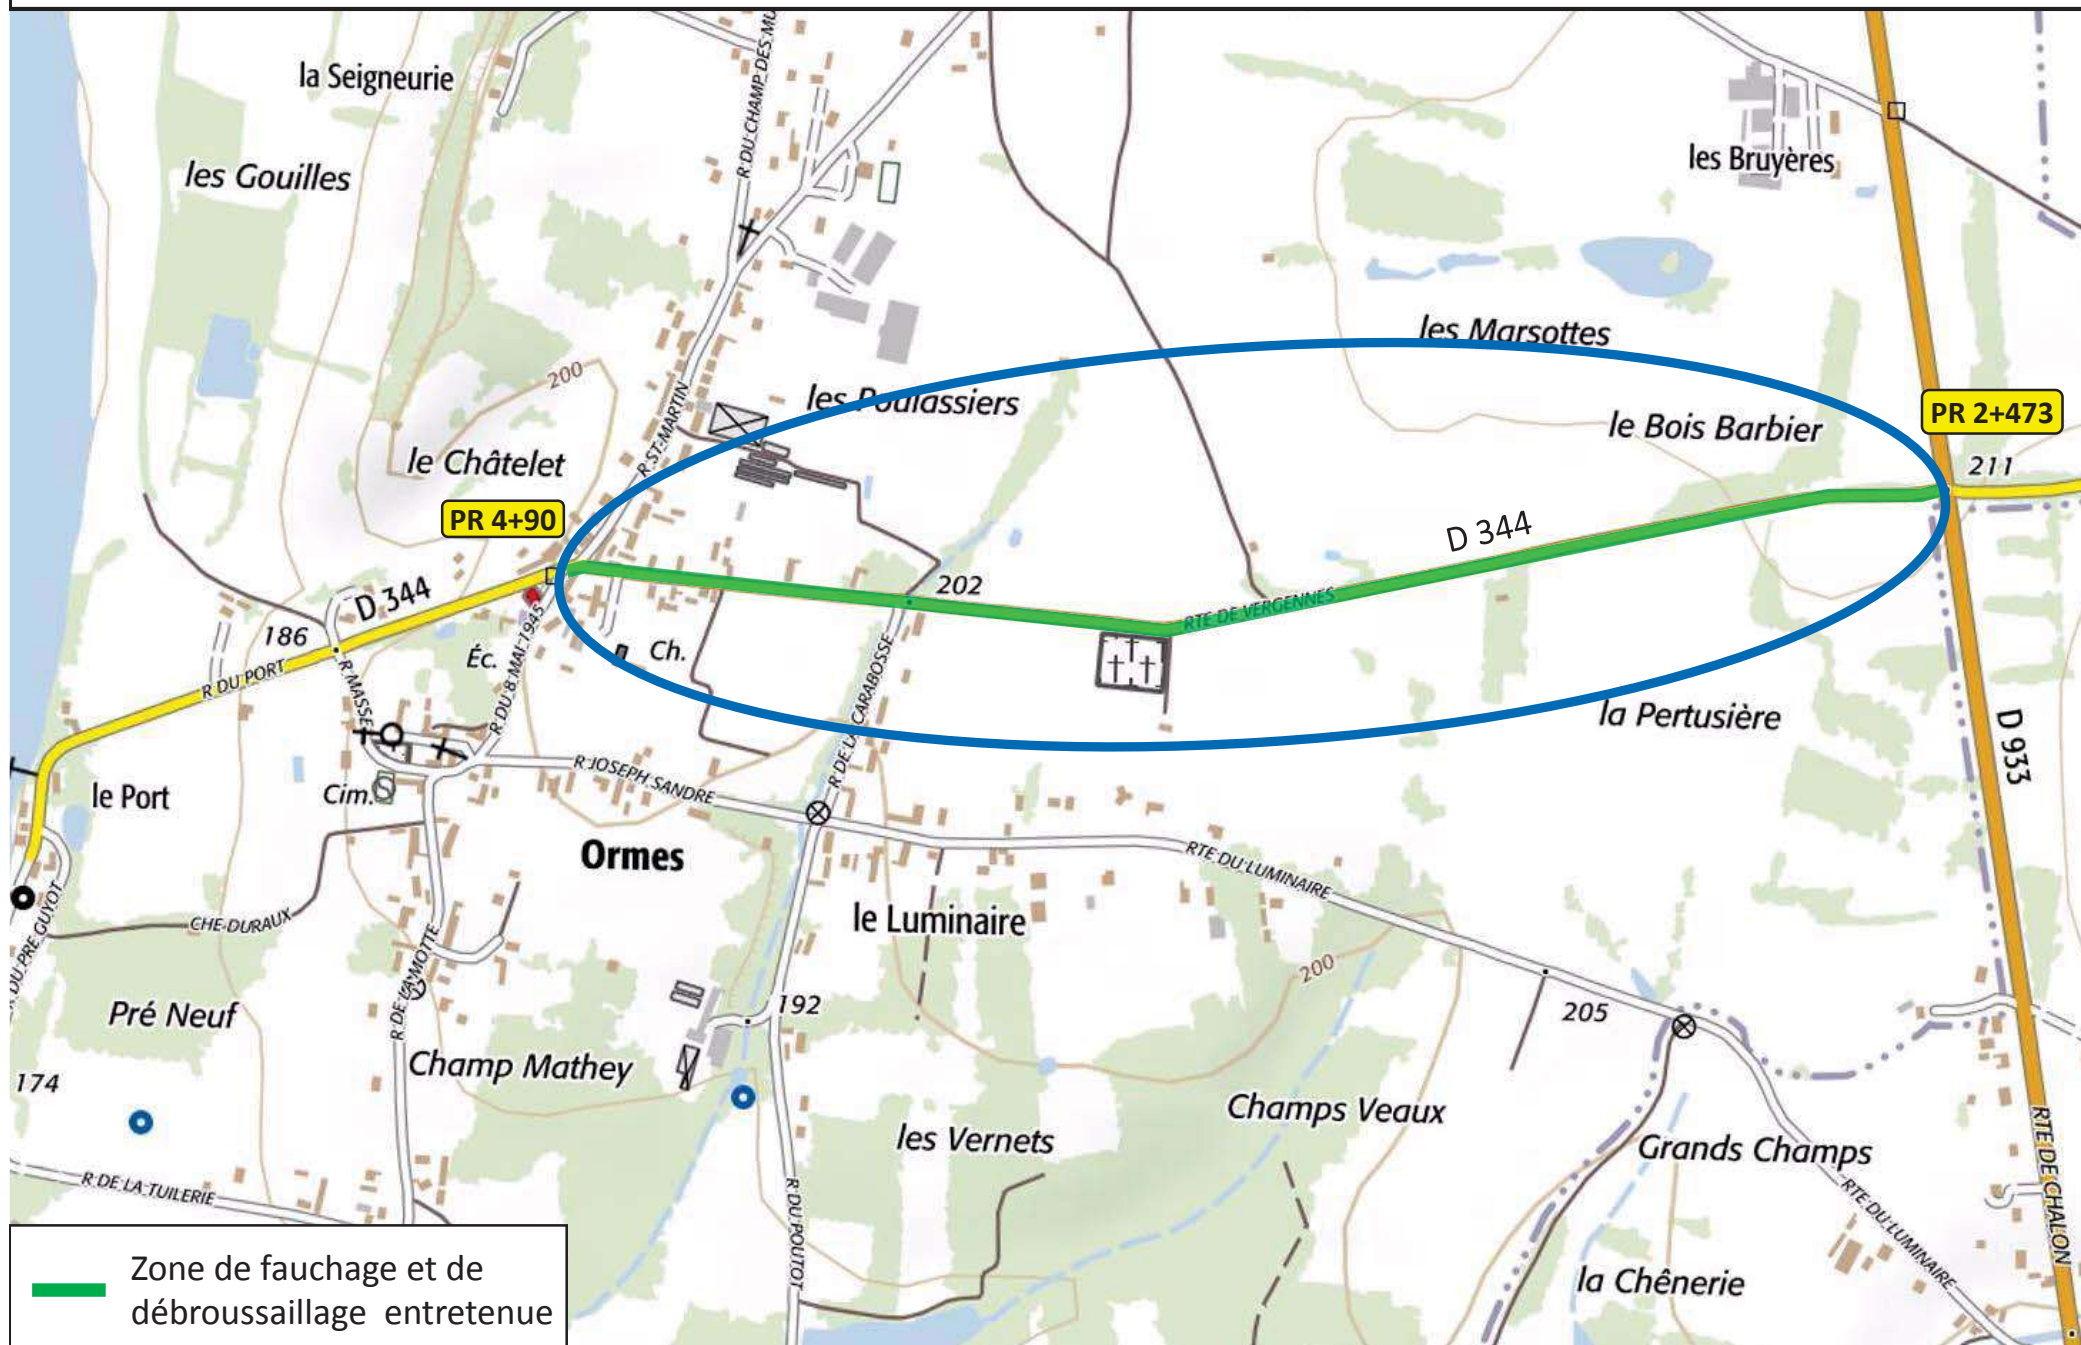 la Seigneurie
R DU CHAMP DES MU
les Gouilles
les Bruyères
les Marsottes
200
les Poulassiers
le Bois Barbier
PR 2+473
R ST-MARTIN
le Châtelet
211
PR 4+90
D 344
D 344
202
RTE DE VERGENNES
186
Éc.
Ch.
R DU PORT
R MASSE
R DU 8 MAI 1945
R DE LA CARABOSSE
la Pertusière
D 933
le Port
Cim.
R JOSEPH SANDRE
Ormes
RTE DU LUMINAIRE
CHE DURAUX
le Luminaire
R DU PRE GUYOT
R DE LA MOTTE
200
Pré Neuf
192
205
Champ Mathey
174
Champs Veaux
les Vernets
Grands Champs
R DE LA TUILERIE
R DU POUTOT
RTE DU LUMINAIRE
RTE DE CHALON
la Chênerie
Zone de fauchage et de
débroussaillage entretenue